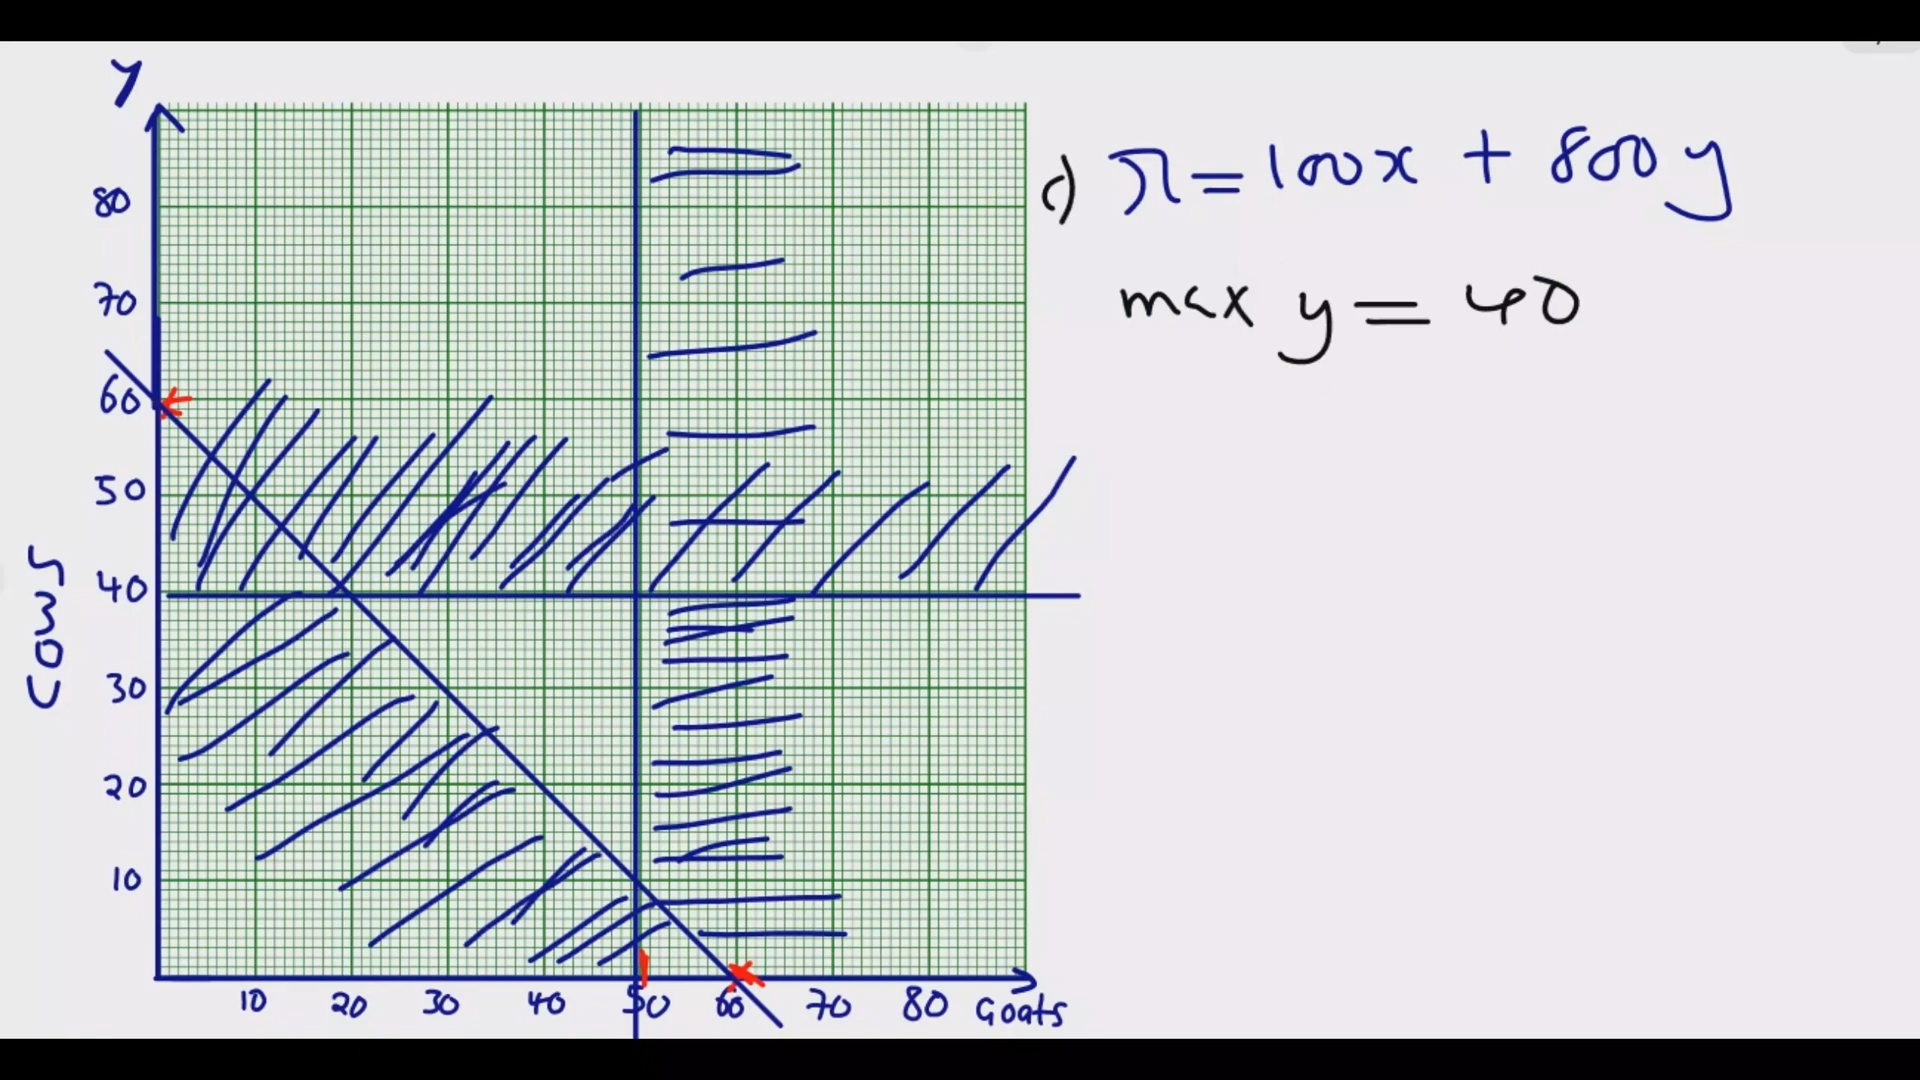 y
80
70
60
50
40
30
20
10
Cows
10 20 30 40 50 60 70 80 Goats
c) π = 100x + 800y
max y = 40